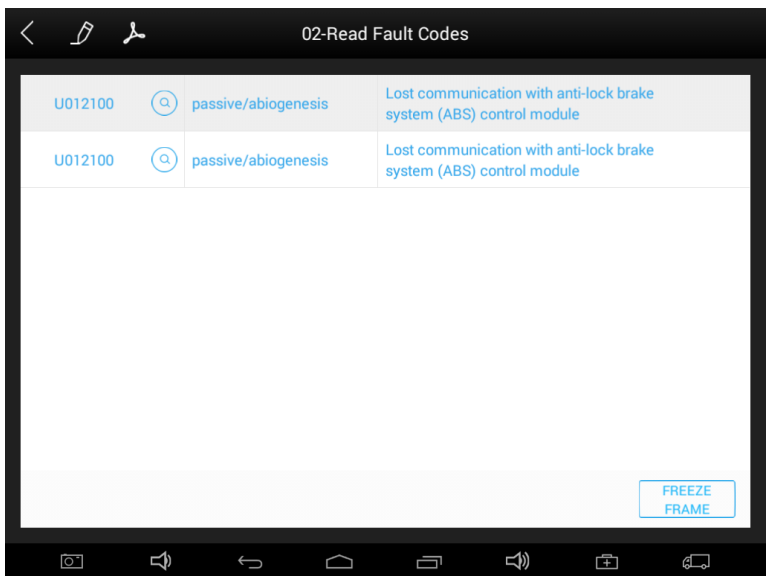 02-Read Fault Codes
U012100 passive/abiogenesis Lost communication with anti-lock brake
system (ABS) control module
U012100 passive/abiogenesis Lost communication with anti-lock brake
system (ABS) control module
FREEZE
FRAME